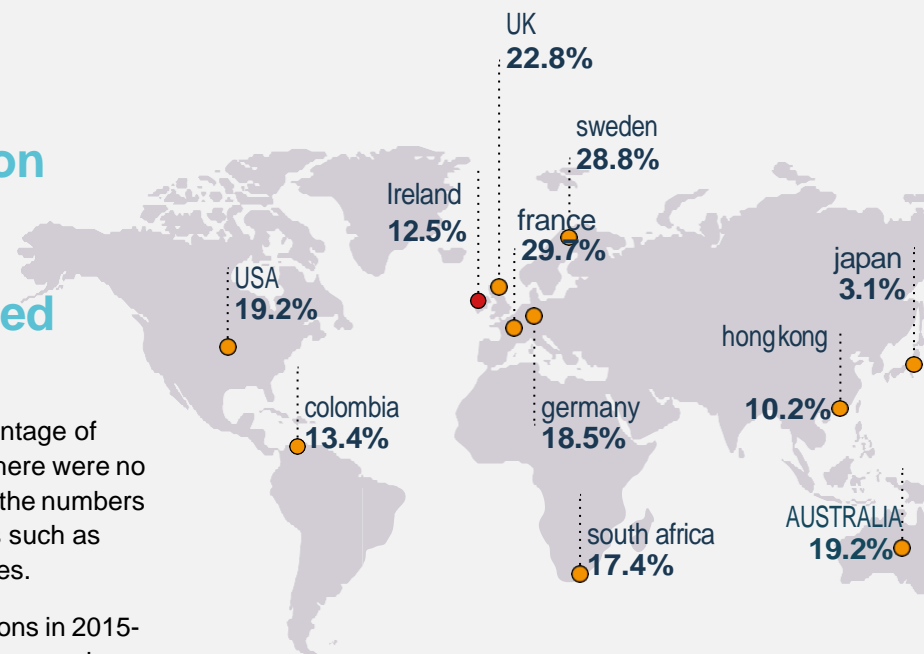 on
ed
ntage of
here were no
the numbers
s such as
es.
ons in 2015-
UK
22.8%
sweden
28.8%
Ireland
12.5%
france
29.7%
USA
19.2%
japan
3.1%
hongkong
10.2%
colombia
13.4%
germany
18.5%
south africa
17.4%
AUSTRALIA
19.2%